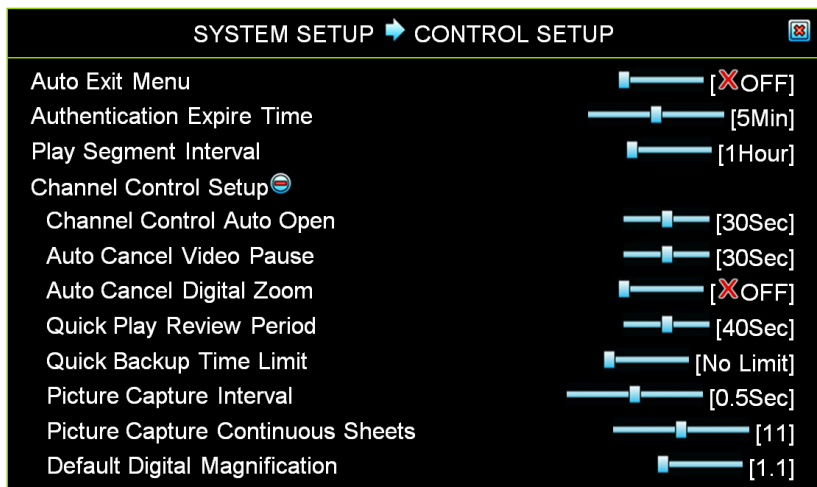 SYSTEM SETUP CONTROL SETUP
Auto Exit Menu [OFF]
Authentication Expire Time [5Min]
Play Segment Interval [1Hour]
Channel Control Setup
Channel Control Auto Open [30Sec]
Auto Cancel Video Pause [30Sec]
Auto Cancel Digital Zoom [OFF]
Quick Play Review Period [40Sec]
Quick Backup Time Limit [No Limit]
Picture Capture Interval [0.5Sec]
Picture Capture Continuous Sheets [11]
Default Digital Magnification [1.1]